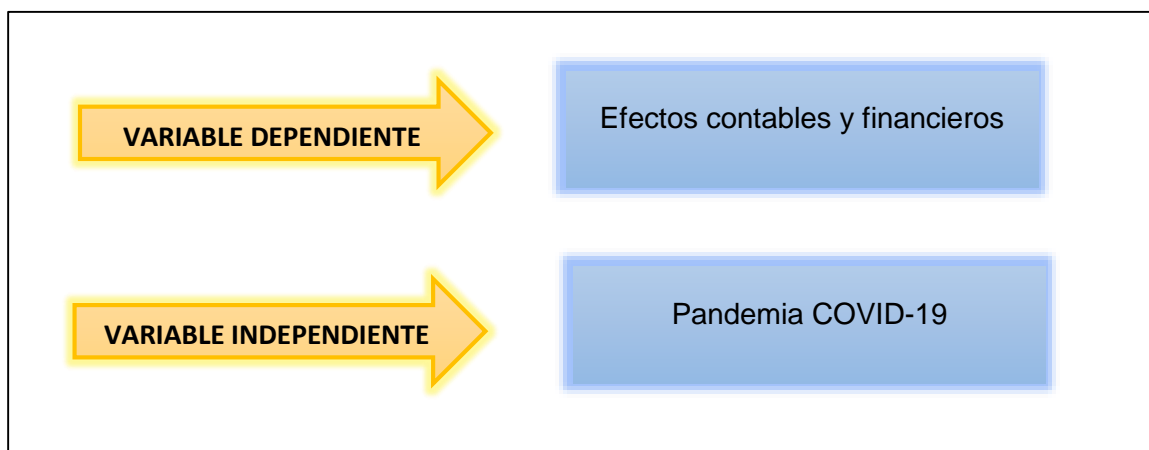 VARIABLE DEPENDIENTE
Efectos contables y financieros
VARIABLE INDEPENDIENTE
Pandemia COVID-19